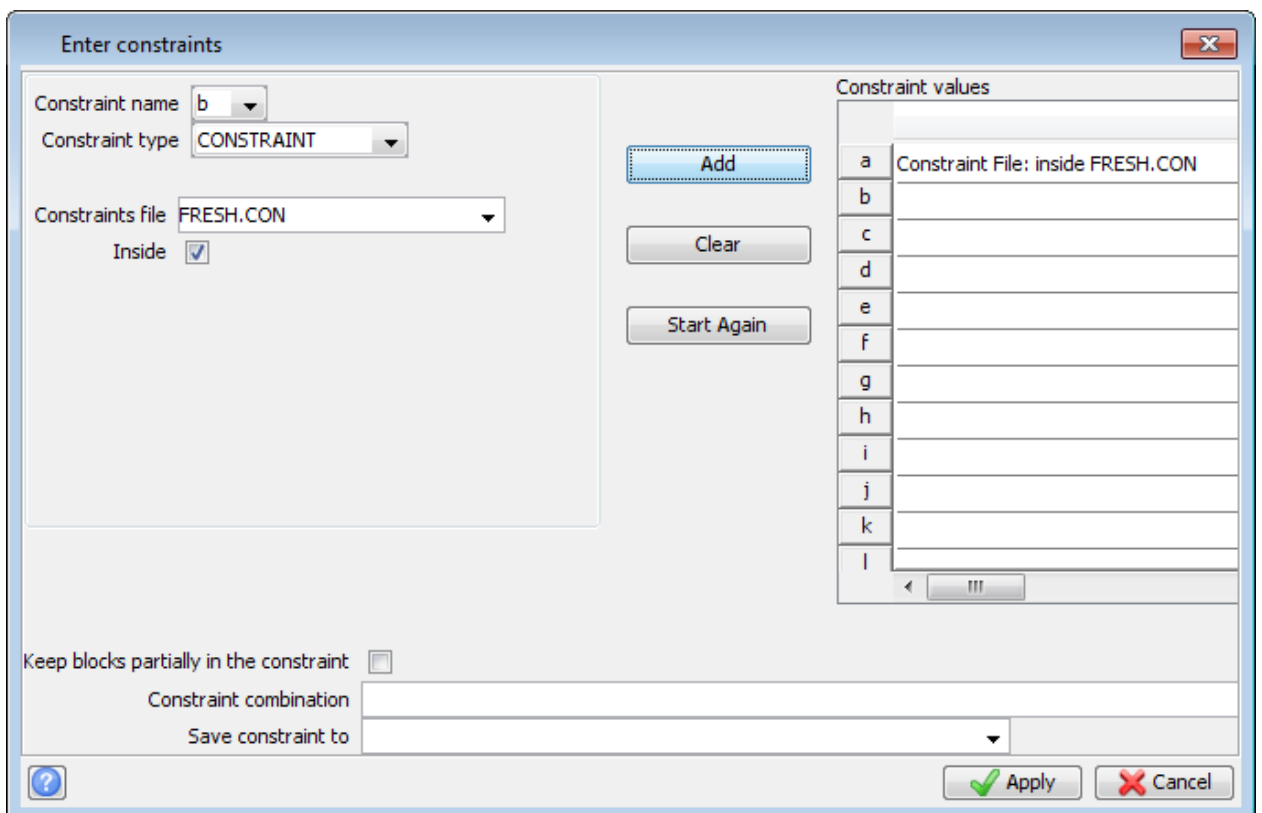 Enter constraints
Constraint name b
Constraint type CONSTRAINT
Constraints file FRESH.CON
Inside
Add
Clear
Start Again
Constraint values
a Constraint File: inside FRESH.CON
b
c
d
e
f
g
h
i
j
k
l
Keep blocks partially in the constraint
Constraint combination
Save constraint to
? Apply Cancel